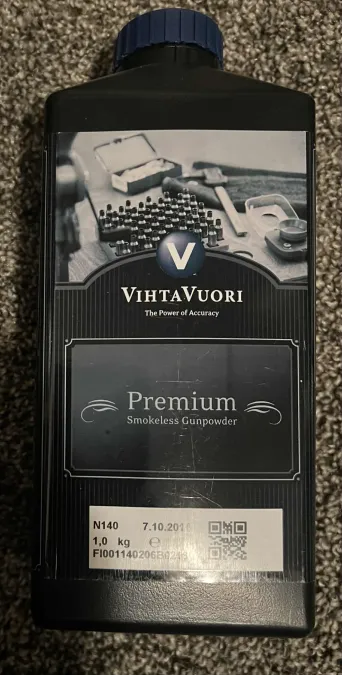 V
VIHTAVUORI
The Power of Accuracy
Premium
Smokeless Gunpowder
N140
1,0 kg ℮